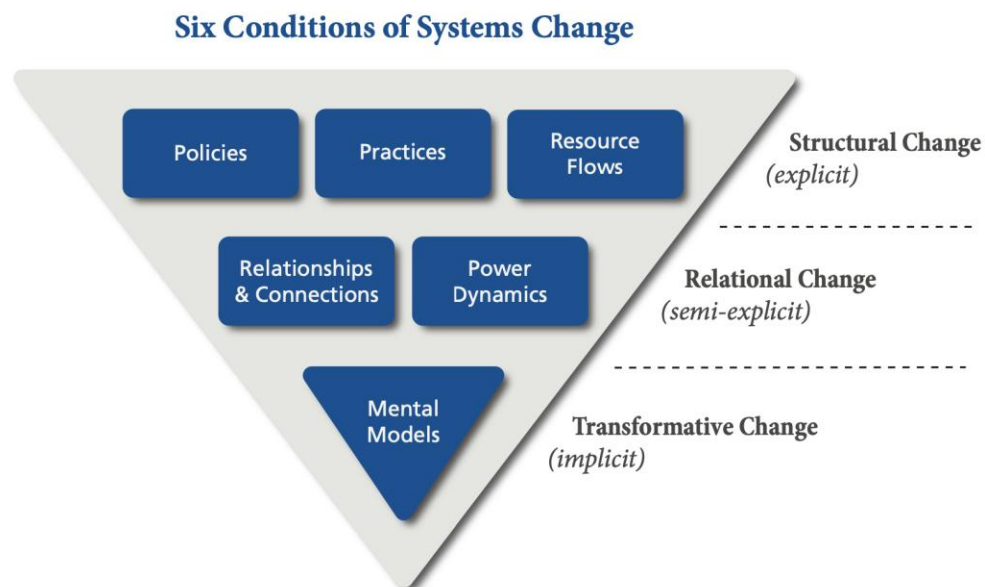 Six Conditions of Systems Change
Policies
Practices
Resource
Flows
Structural Change
(explicit)
Relationships
& Connections
Power
Dynamics
Relational Change
(semi-explicit)
Mental
Models
Transformative Change
(implicit)